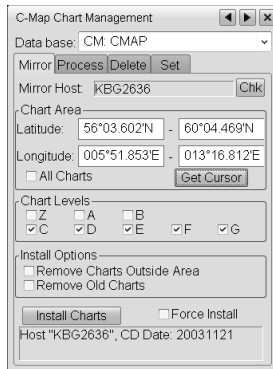 C-Map Chart Management
Data base: CM: CMAP
Mirror Process Delete Set
Mirror Host: KBG2636 Chk
Chart Area
Latitude: 56°03.602'N - 60°04.469'N
Longitude: 005°51.853'E - 013°16.812'E
All Charts Get Cursor
Chart Levels
Z A B
C D E F G
Install Options
Remove Charts Outside Area
Remove Old Charts
Install Charts Force Install
Host "KBG2636", CD Date: 20031121